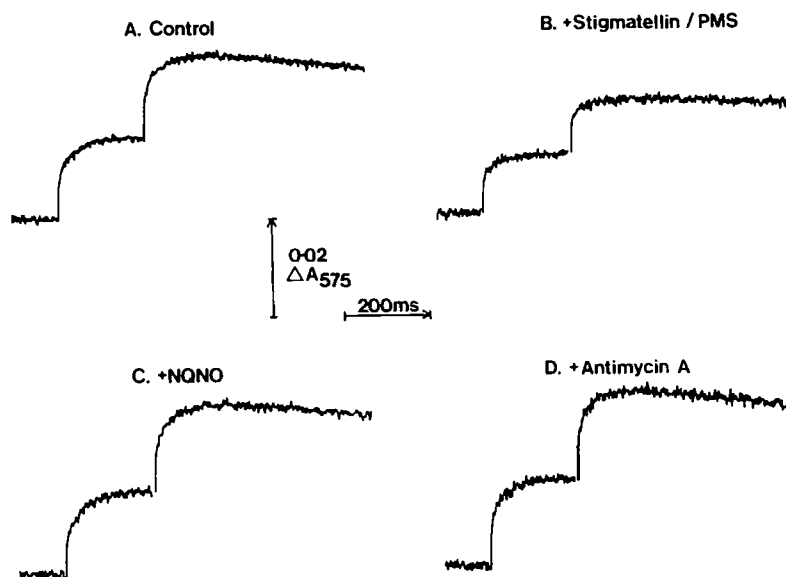 A. Control
B. +Stigmatellin / PMS
0·02
ΔA575
200ms
C. +NQNO
D. +Antimycin A